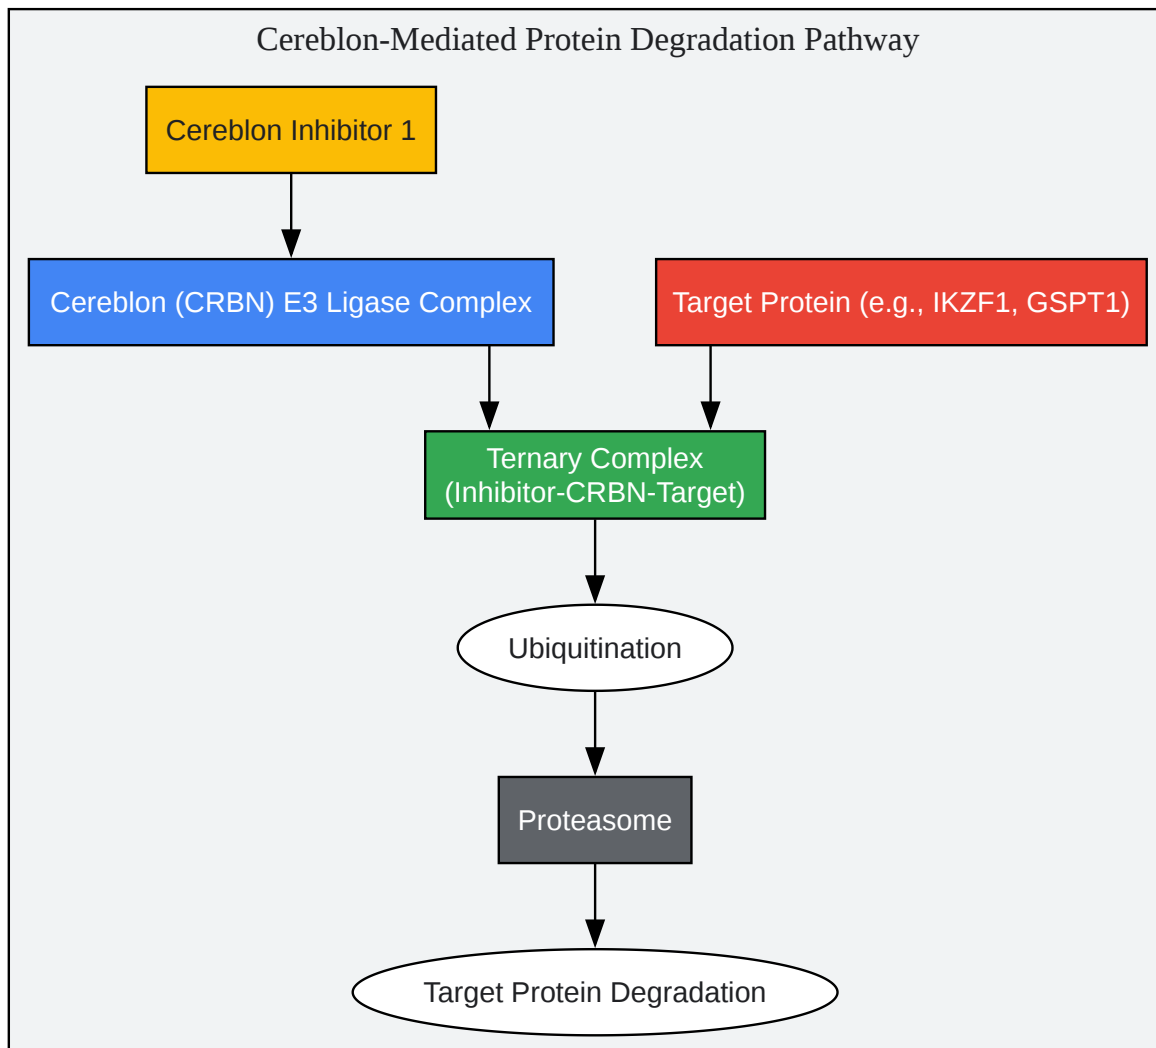 Cereblon-Mediated Protein Degradation Pathway
Cereblon Inhibitor 1
Cereblon (CRBN) E3 Ligase Complex
Target Protein (e.g., IKZF1, GSPT1)
Ternary Complex
(Inhibitor-CRBN-Target)
Ubiquitination
Proteasome
Target Protein Degradation